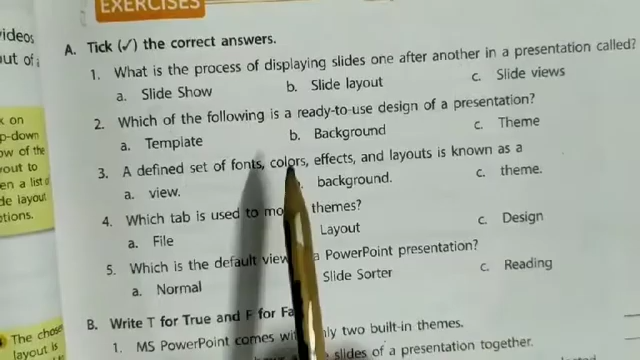 EXERCISES
A. Tick (✓) the correct answers.
1. What is the process of displaying slides one after another in a presentation called?
a. Slide Show b. Slide layout c. Slide views
2. Which of the following is a ready-to-use design of a presentation?
a. Template b. Background c. Theme
3. A defined set of fonts, colors, effects, and layouts is known as a
a. view. background. c. theme.
4. Which tab is used to themes?
a. File Layout c. Design
5. Which is the default view a PowerPoint presentation?
a. Normal Slide Sorter c. Reading
B. Write T for True and F for
1. MS PowerPoint comes only two built-in themes.
slides of a presentation together.
ideos
out of
on
p-down
ow of the
out to
en a list o
de layout
tions.
The chose
layout is